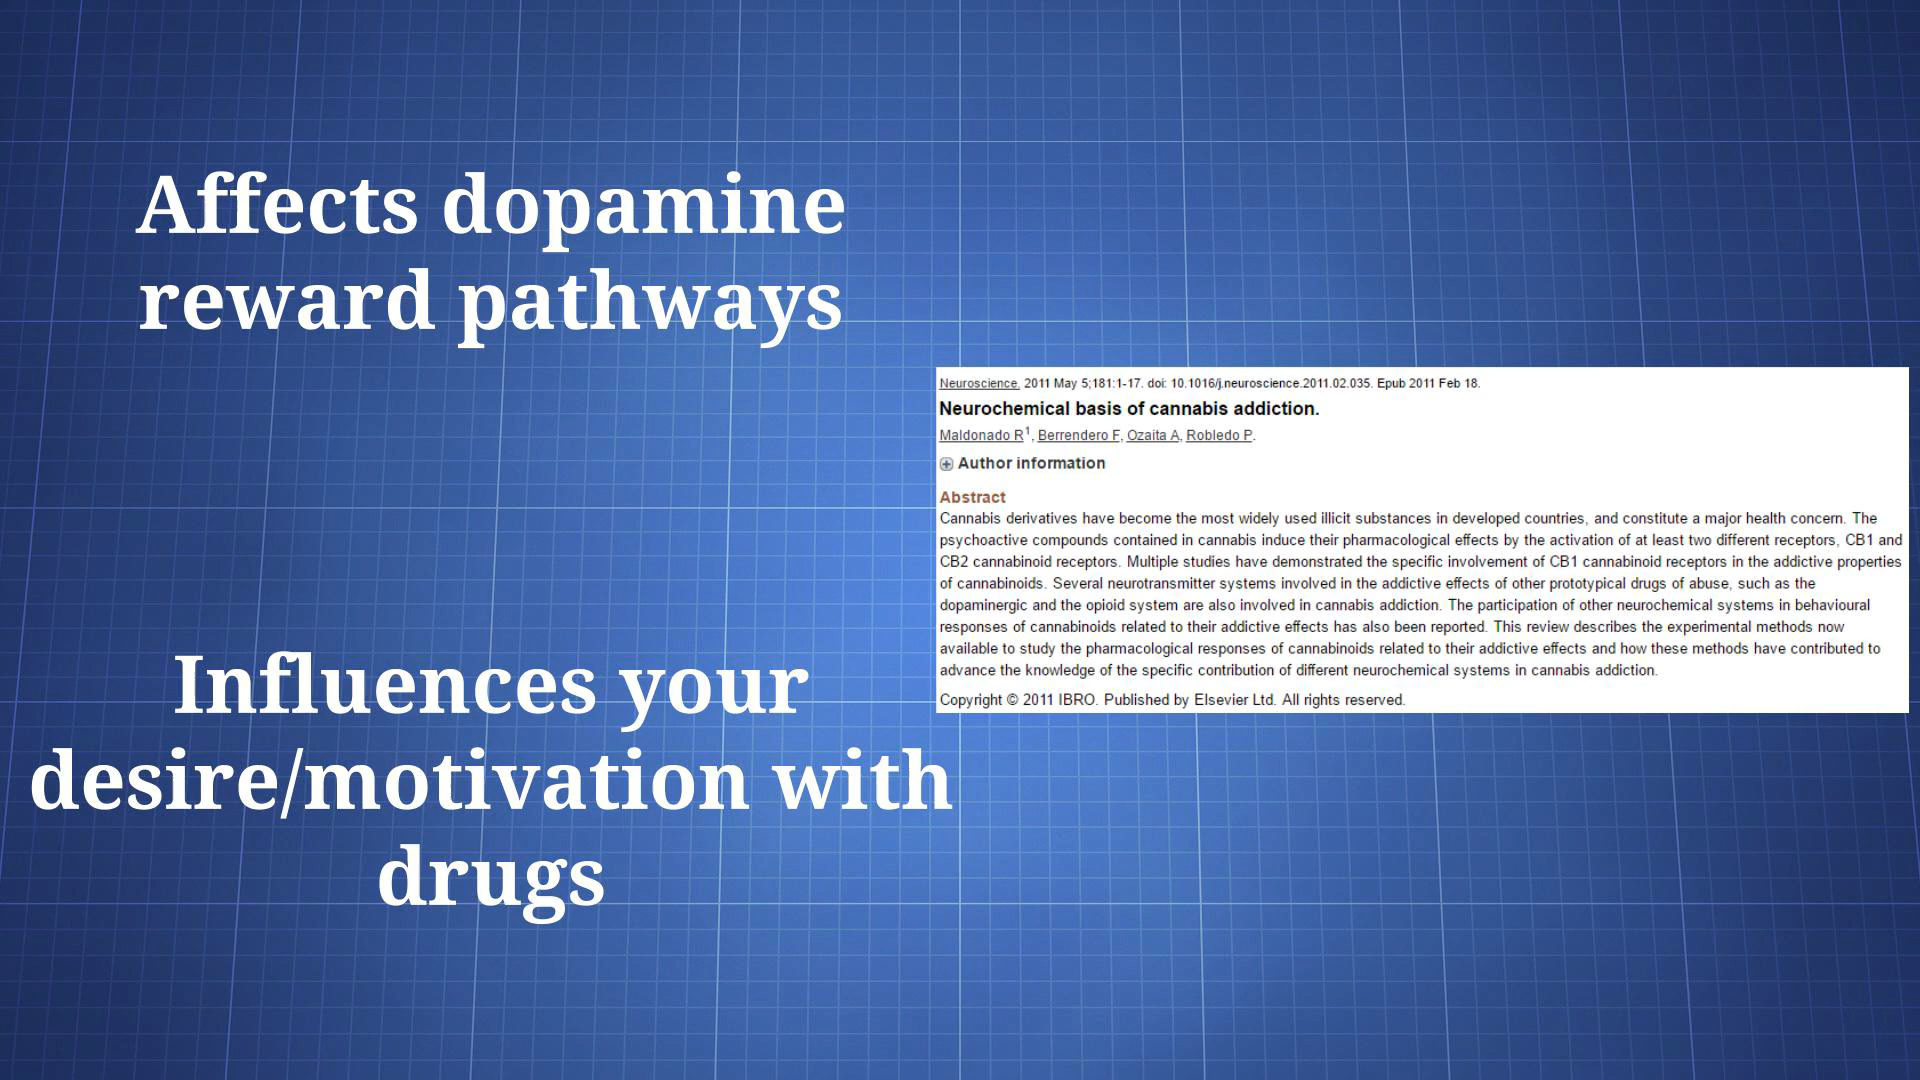 Affects dopamine
reward pathways
Influences your
desire/motivation with
drugs
Neuroscience. 2011 May 5;181:1-17. doi: 10.1016/j.neuroscience.2011.02.035. Epub 2011 Feb 18.
Neurochemical basis of cannabis addiction.
Maldonado R1, Berrendero F, Ozaita A, Robledo P.
Author information
Abstract
Cannabis derivatives have become the most widely used illicit substances in developed countries, and constitute a major health concern. The
psychoactive compounds contained in cannabis induce their pharmacological effects by the activation of at least two different receptors, CB1 and
CB2 cannabinoid receptors. Multiple studies have demonstrated the specific involvement of CB1 cannabinoid receptors in the addictive properties
of cannabinoids. Several neurotransmitter systems involved in the addictive effects of other prototypical drugs of abuse, such as the
dopaminergic and the opioid system are also involved in cannabis addiction. The participation of other neurochemical systems in behavioural
responses of cannabinoids related to their addictive effects has also been reported. This review describes the experimental methods now
available to study the pharmacological responses of cannabinoids related to their addictive effects and how these methods have contributed to
advance the knowledge of the specific contribution of different neurochemical systems in cannabis addiction.
Copyright © 2011 IBRO. Published by Elsevier Ltd. All rights reserved.